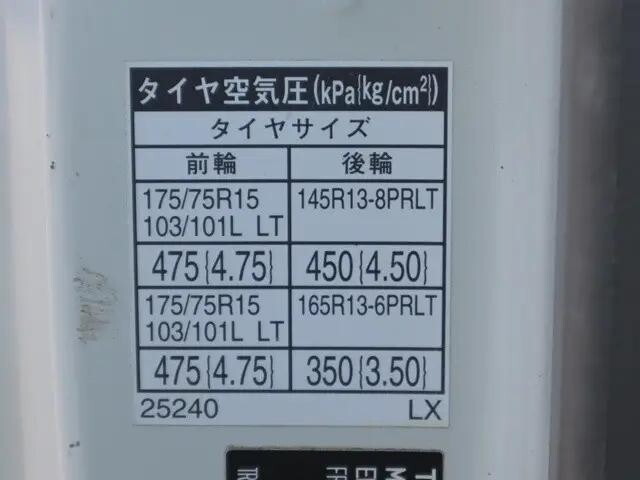 タイヤ空気圧(kPa{kg/cm²})
タイヤサイズ
前輪 後輪
175/75R15 145R13-8PRLT
103/101L LT
475{4.75} 450{4.50}
175/75R15 165R13-6PRLT
103/101L LT
475{4.75} 350{3.50}
25240 LX